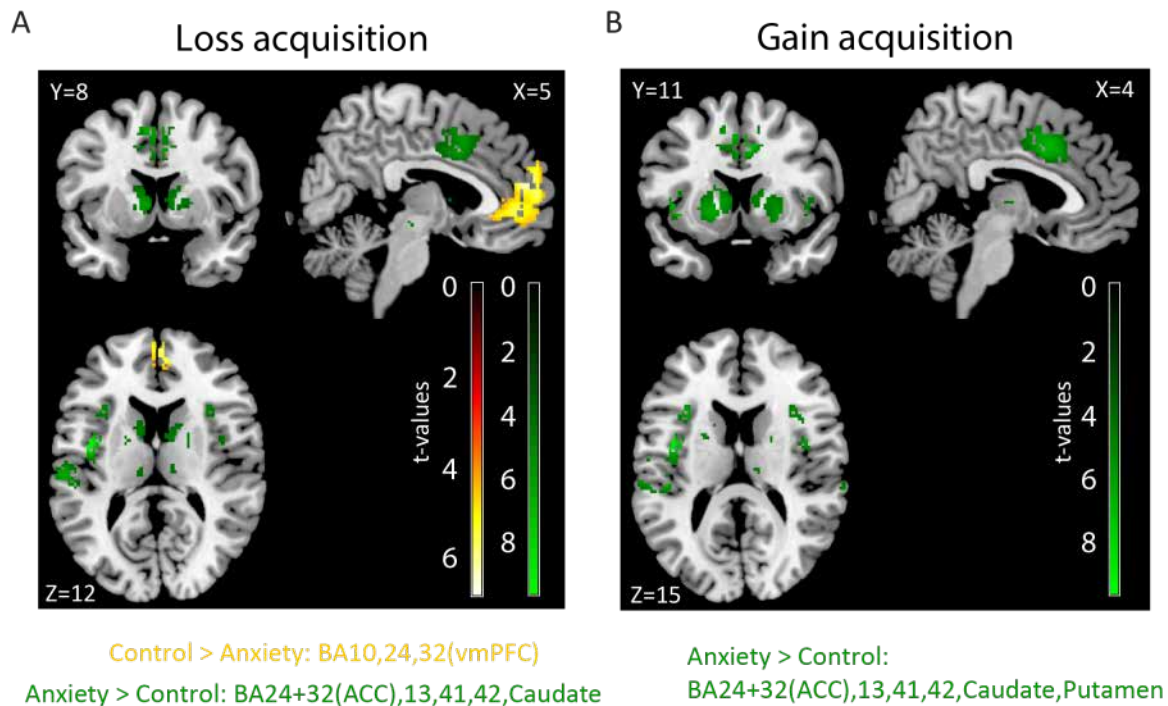 A
Loss acquisition
Y=8
X=5
0
2
4
6
t-values
0
2
4
6
8
Z=12
Control > Anxiety: BA10,24,32(vmPFC)
Anxiety > Control: BA24+32(ACC),13,41,42,Caudate
B
Gain acquisition
Y=11
X=4
0
2
4
6
8
t-values
Z=15
Anxiety > Control:
BA24+32(ACC),13,41,42,Caudate,Putamen